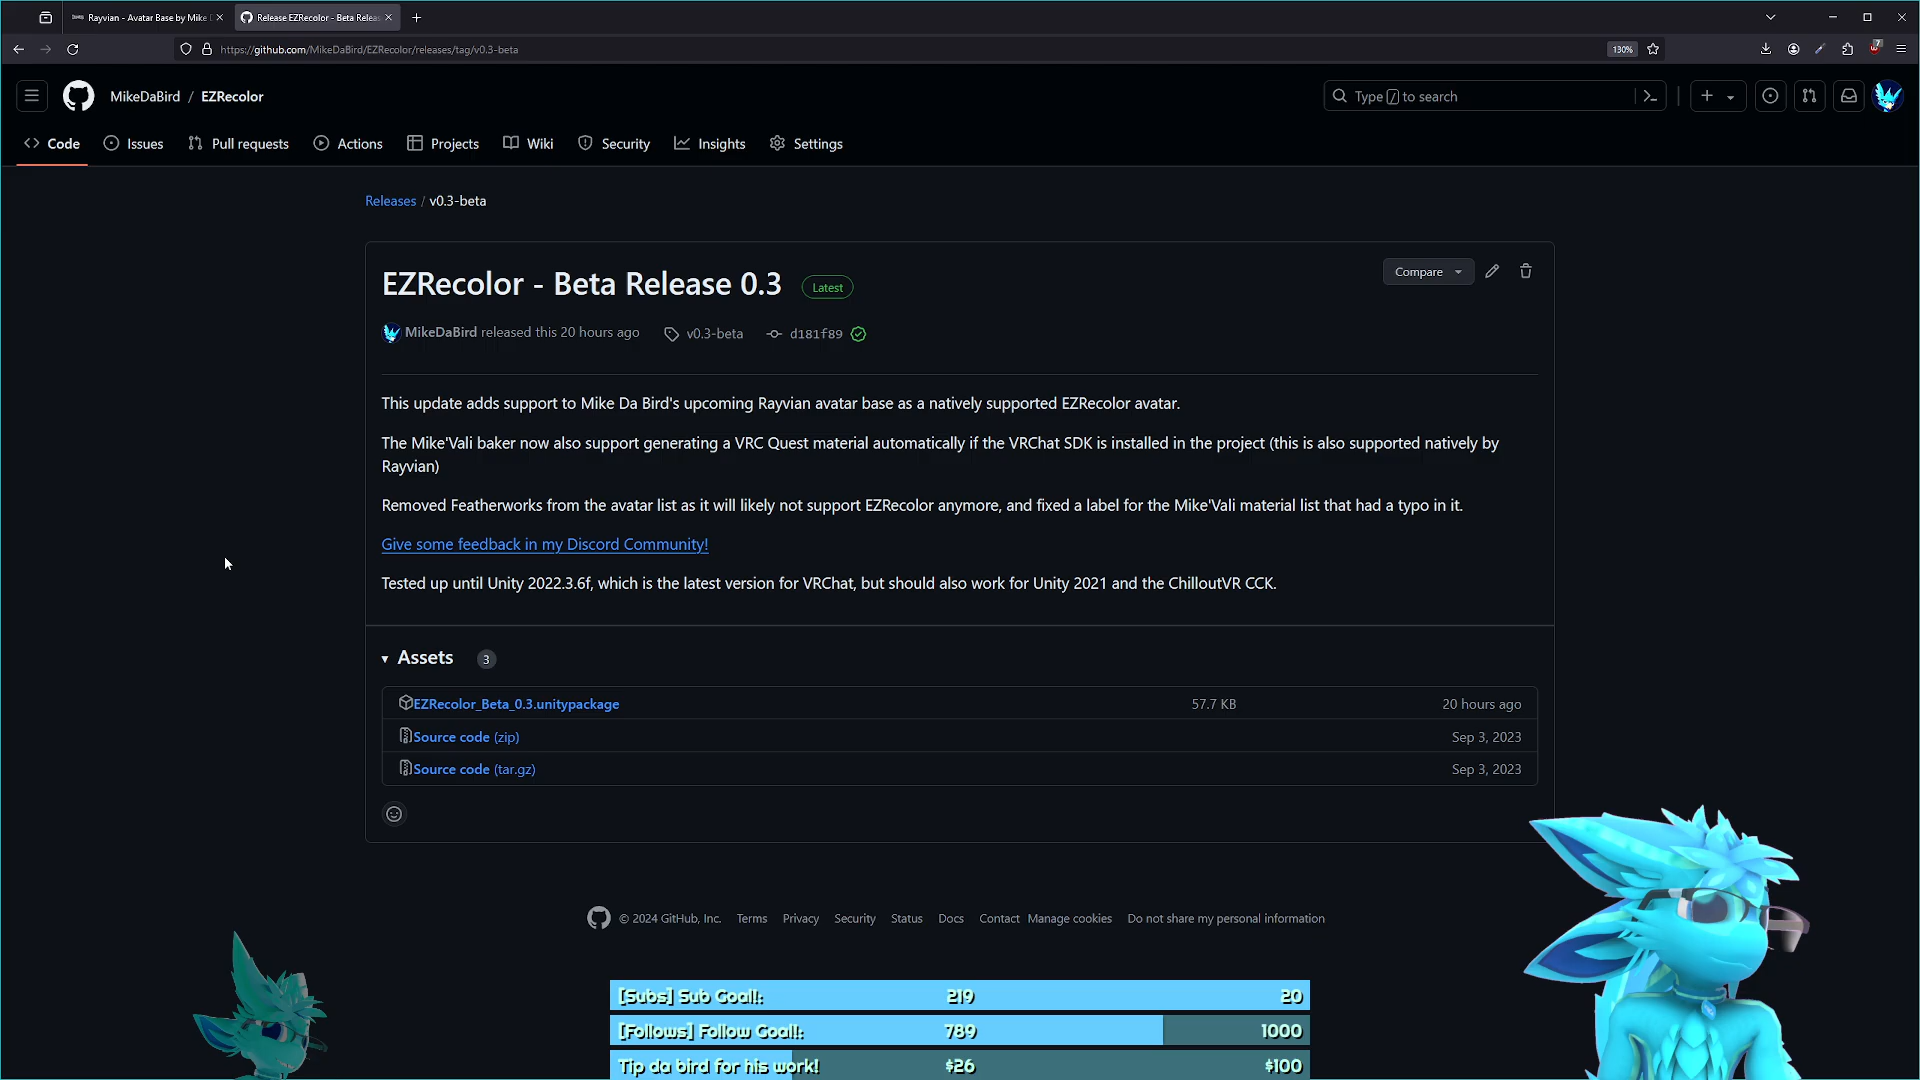 Rayvian - Avatar Base by Mike
Release EZRecolor - Beta Relea
https://github.com/MikeDaBird/EZRecolor/releases/tag/v0.3-beta
130%
7
MikeDaBird / EZRecolor
Type / to search
Code
Issues
Pull requests
Actions
Projects
Wiki
Security
Insights
Settings
Releases / v0.3-beta
EZRecolor - Beta Release 0.3
Latest
Compare
MikeDaBird released this 20 hours ago
v0.3-beta
d181f89
This update adds support to Mike Da Bird's upcoming Rayvian avatar base as a natively supported EZRecolor avatar.
The Mike'Vali baker now also support generating a VRC Quest material automatically if the VRChat SDK is installed in the project (this is also supported natively by
Rayvian)
Removed Featherworks from the avatar list as it will likely not support EZRecolor anymore, and fixed a label for the Mike'Vali material list that had a typo in it.
Give some feedback in my Discord Community!
Tested up until Unity 2022.3.6f, which is the latest version for VRChat, but should also work for Unity 2021 and the ChilloutVR CCK.
Assets 3
EZRecolor_Beta_0.3.unitypackage 57.7 KB 20 hours ago
Source code (zip) Sep 3, 2023
Source code (tar.gz) Sep 3, 2023
© 2024 GitHub, Inc. Terms Privacy Security Status Docs Contact Manage cookies Do not share my personal information
[Subs] Sub Goal!: 219 20
[Follows] Follow Goal!: 789 1000
Tip da bird for his work! $26 $100